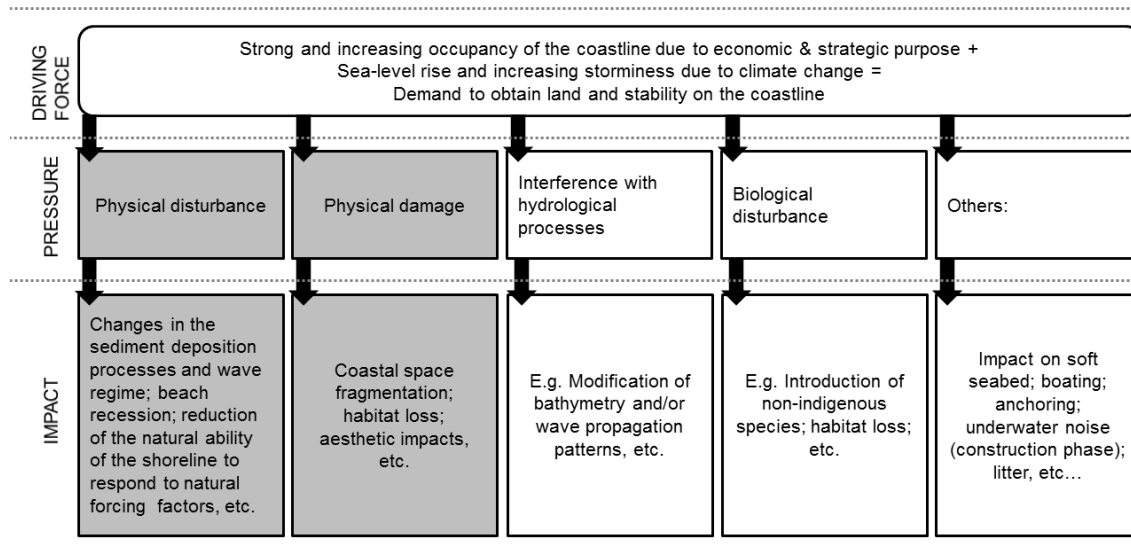 DRIVING
FORCE
Strong and increasing occupancy of the coastline due to economic & strategic purpose +
Sea-level rise and increasing storminess due to climate change =
Demand to obtain land and stability on the coastline
PRESSURE
Physical disturbance
Physical damage
Interference with
hydrological
processes
Biological
disturbance
Others:
IMPACT
Changes in the
sediment deposition
processes and wave
regime; beach
recession; reduction
of the natural ability
of the shoreline to
respond to natural
forcing factors, etc.
Coastal space
fragmentation;
habitat loss;
aesthetic impacts,
etc.
E.g. Modification of
bathymetry and/or
wave propagation
patterns, etc.
E.g. Introduction of
non-indigenous
species; habitat loss;
etc.
Impact on soft
seabed; boating;
anchoring;
underwater noise
(construction phase);
litter, etc…